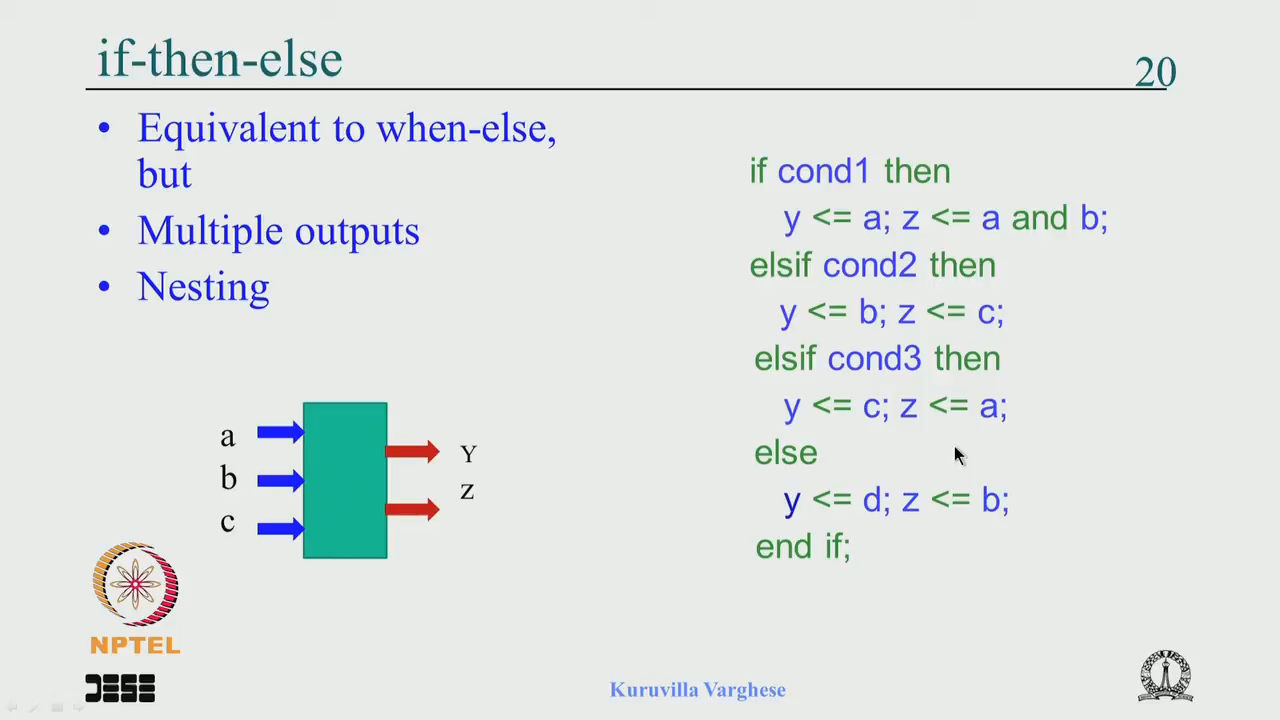 if-then-else
20
• Equivalent to when-else,
but
• Multiple outputs
• Nesting
if cond1 then
y <= a; z <= a and b;
elsif cond2 then
y <= b; z <= c;
elsif cond3 then
y <= c; z <= a;
else
y <= d; z <= b;
end if;
a
b
c
Y
Z
NPTEL
DESE
Kuruvilla Varghese